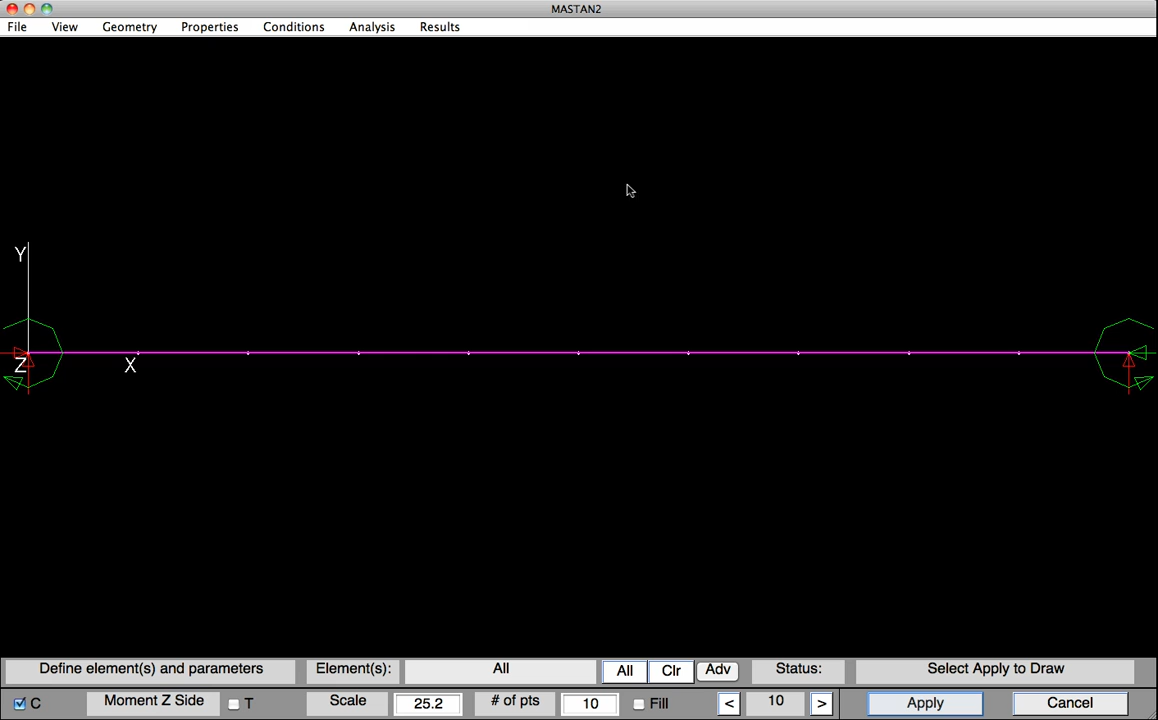 MASTAN2
File View Geometry Properties Conditions Analysis Results
Y
Z X
Define element(s) and parameters Element(s): All All Clr Adv Status: Select Apply to Draw
C Moment Z Side T Scale 25.2 # of pts 10 Fill < 10 > Apply Cancel